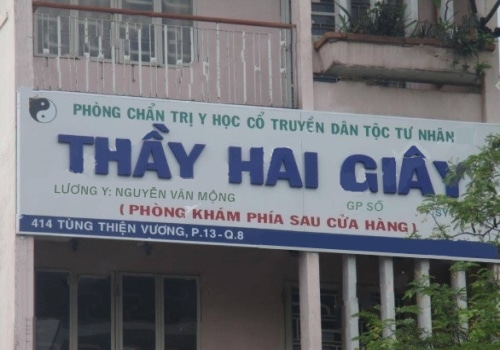 PHÒNG CHẨN TRỊ Y HỌC CỔ TRUYỀN DÂN TỘC TƯ NHÂN
THẦY HAI GIÂY
LƯƠNG Y: NGUYỄN VĂN MỘNG GP SỐ
( PHÒNG KHÁM PHÍA SAU CỬA HÀNG )
414 TÙNG THIỆN VƯƠNG, P.13-Q.8